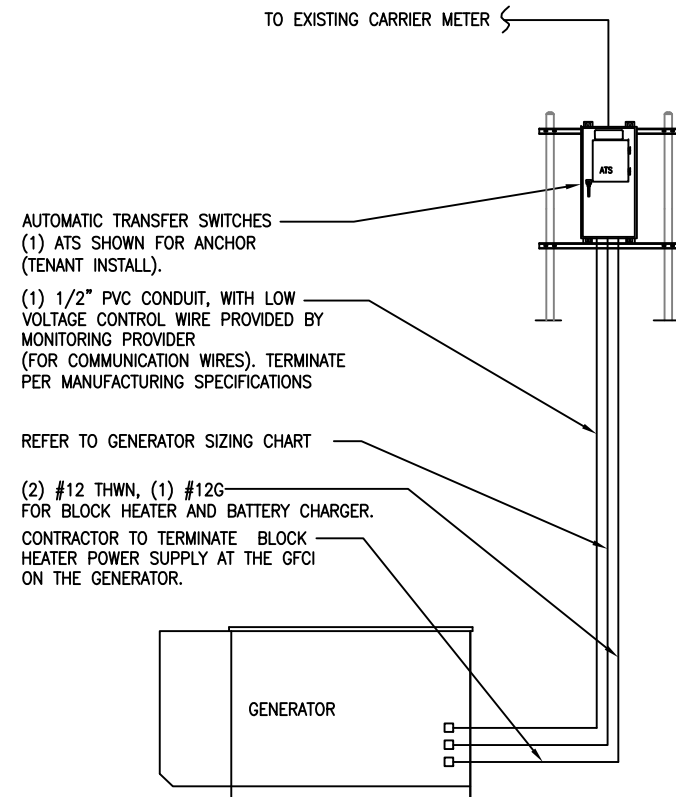 TO EXISTING CARRIER METER
ATS
AUTOMATIC TRANSFER SWITCHES
(1) ATS SHOWN FOR ANCHOR
(TENANT INSTALL).
(1) 1/2" PVC CONDUIT, WITH LOW
VOLTAGE CONTROL WIRE PROVIDED BY
MONITORING PROVIDER
(FOR COMMUNICATION WIRES). TERMINATE
PER MANUFACTURING SPECIFICATIONS
REFER TO GENERATOR SIZING CHART
(2) #12 THWN, (1) #12G
FOR BLOCK HEATER AND BATTERY CHARGER.
CONTRACTOR TO TERMINATE BLOCK
HEATER POWER SUPPLY AT THE GFCI
ON THE GENERATOR.
GENERATOR